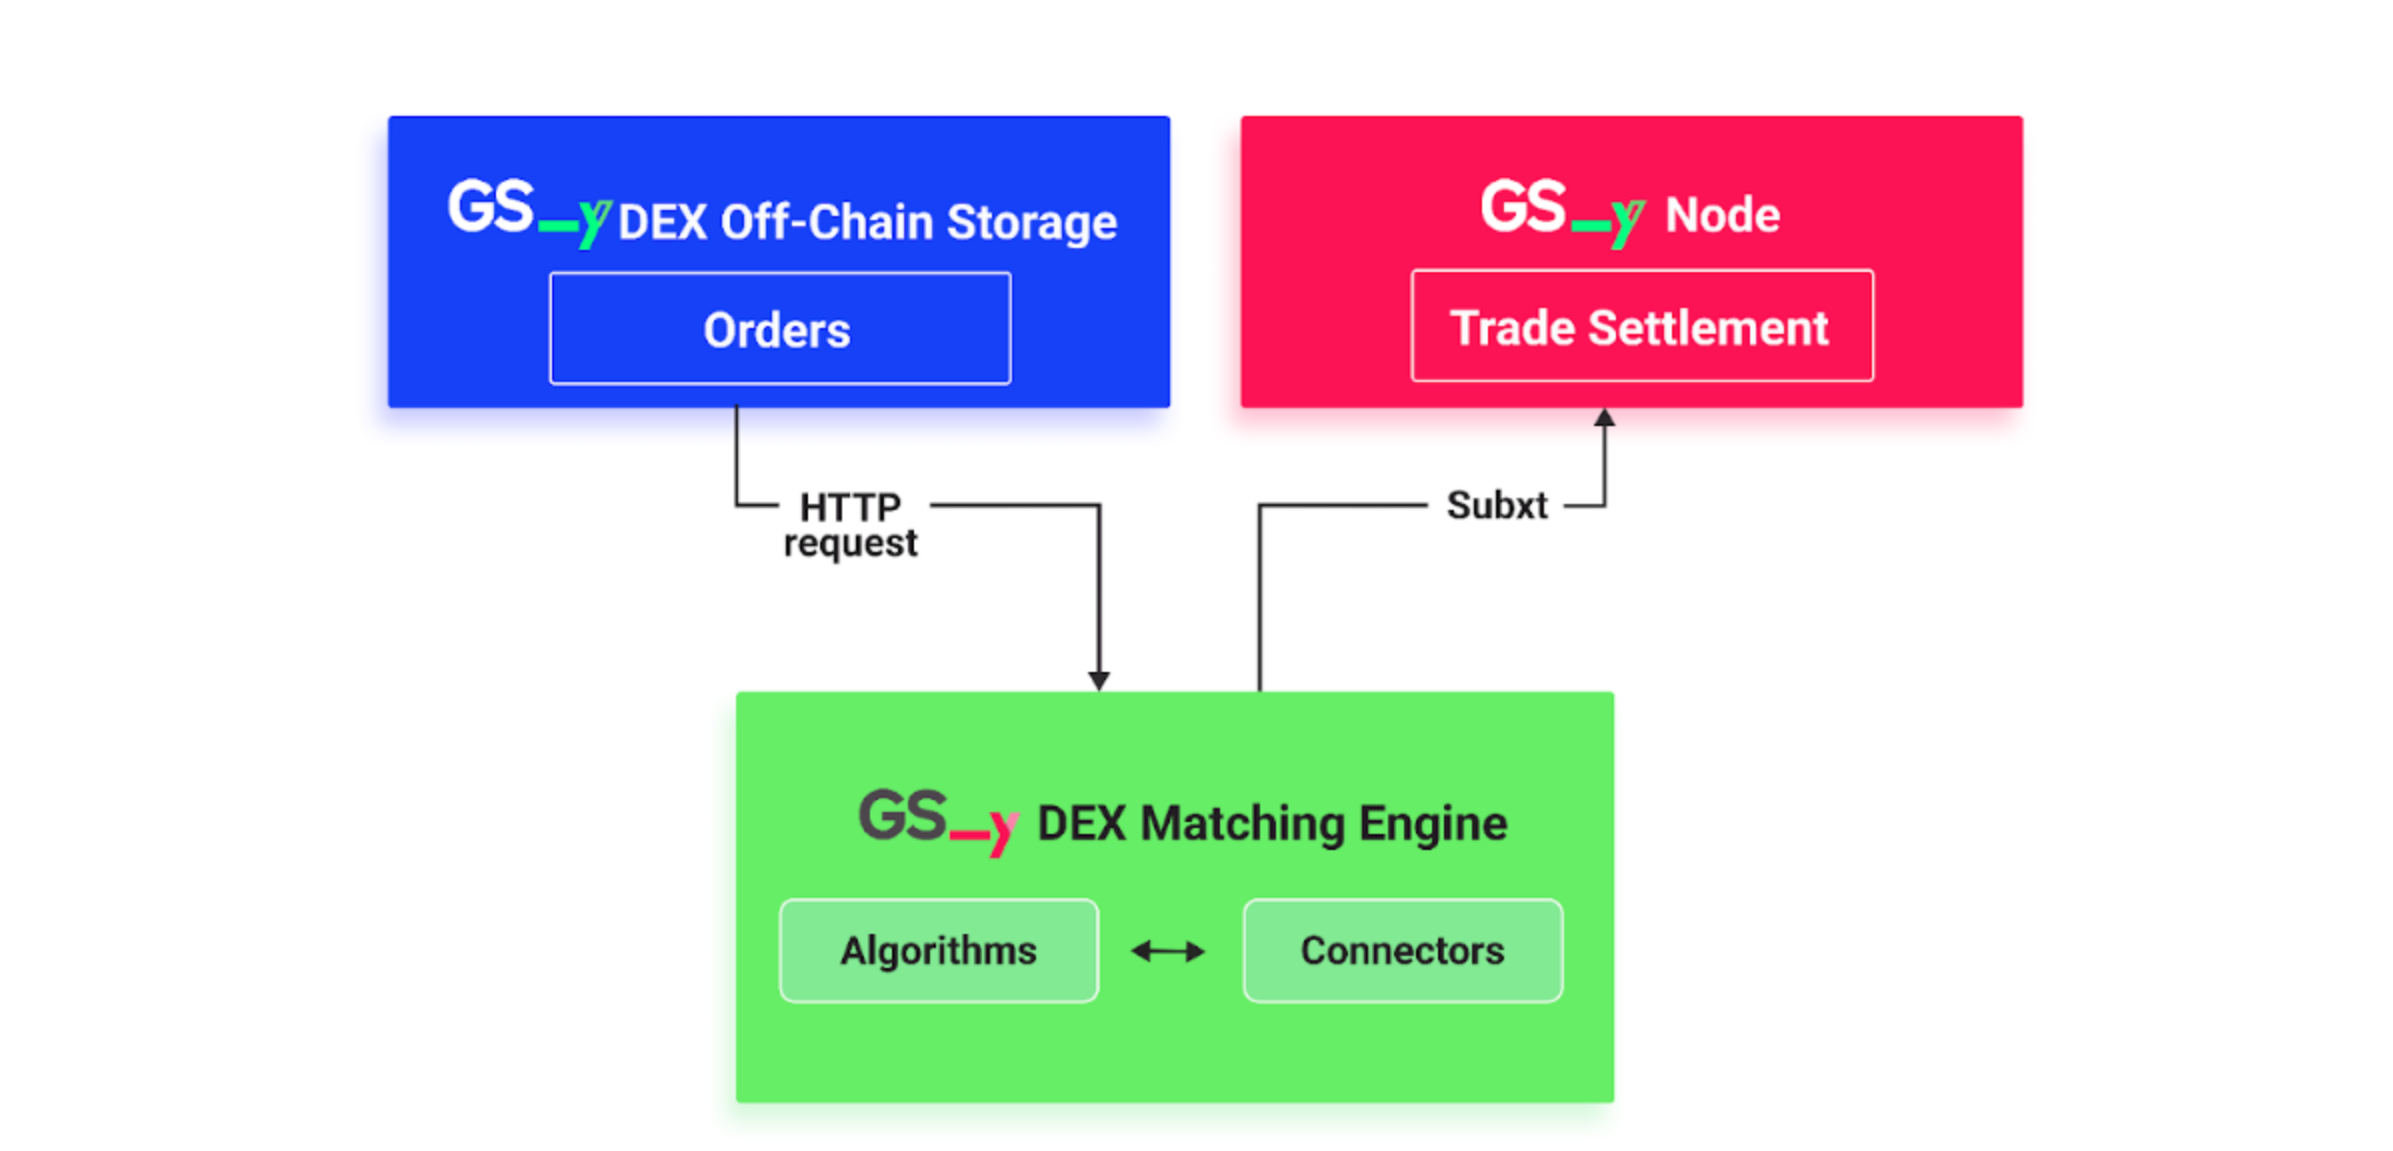 GS_y DEX Off-Chain Storage
Orders
GS_y Node
Trade Settlement
HTTP
request
Subxt
GS_y DEX Matching Engine
Algorithms
Connectors